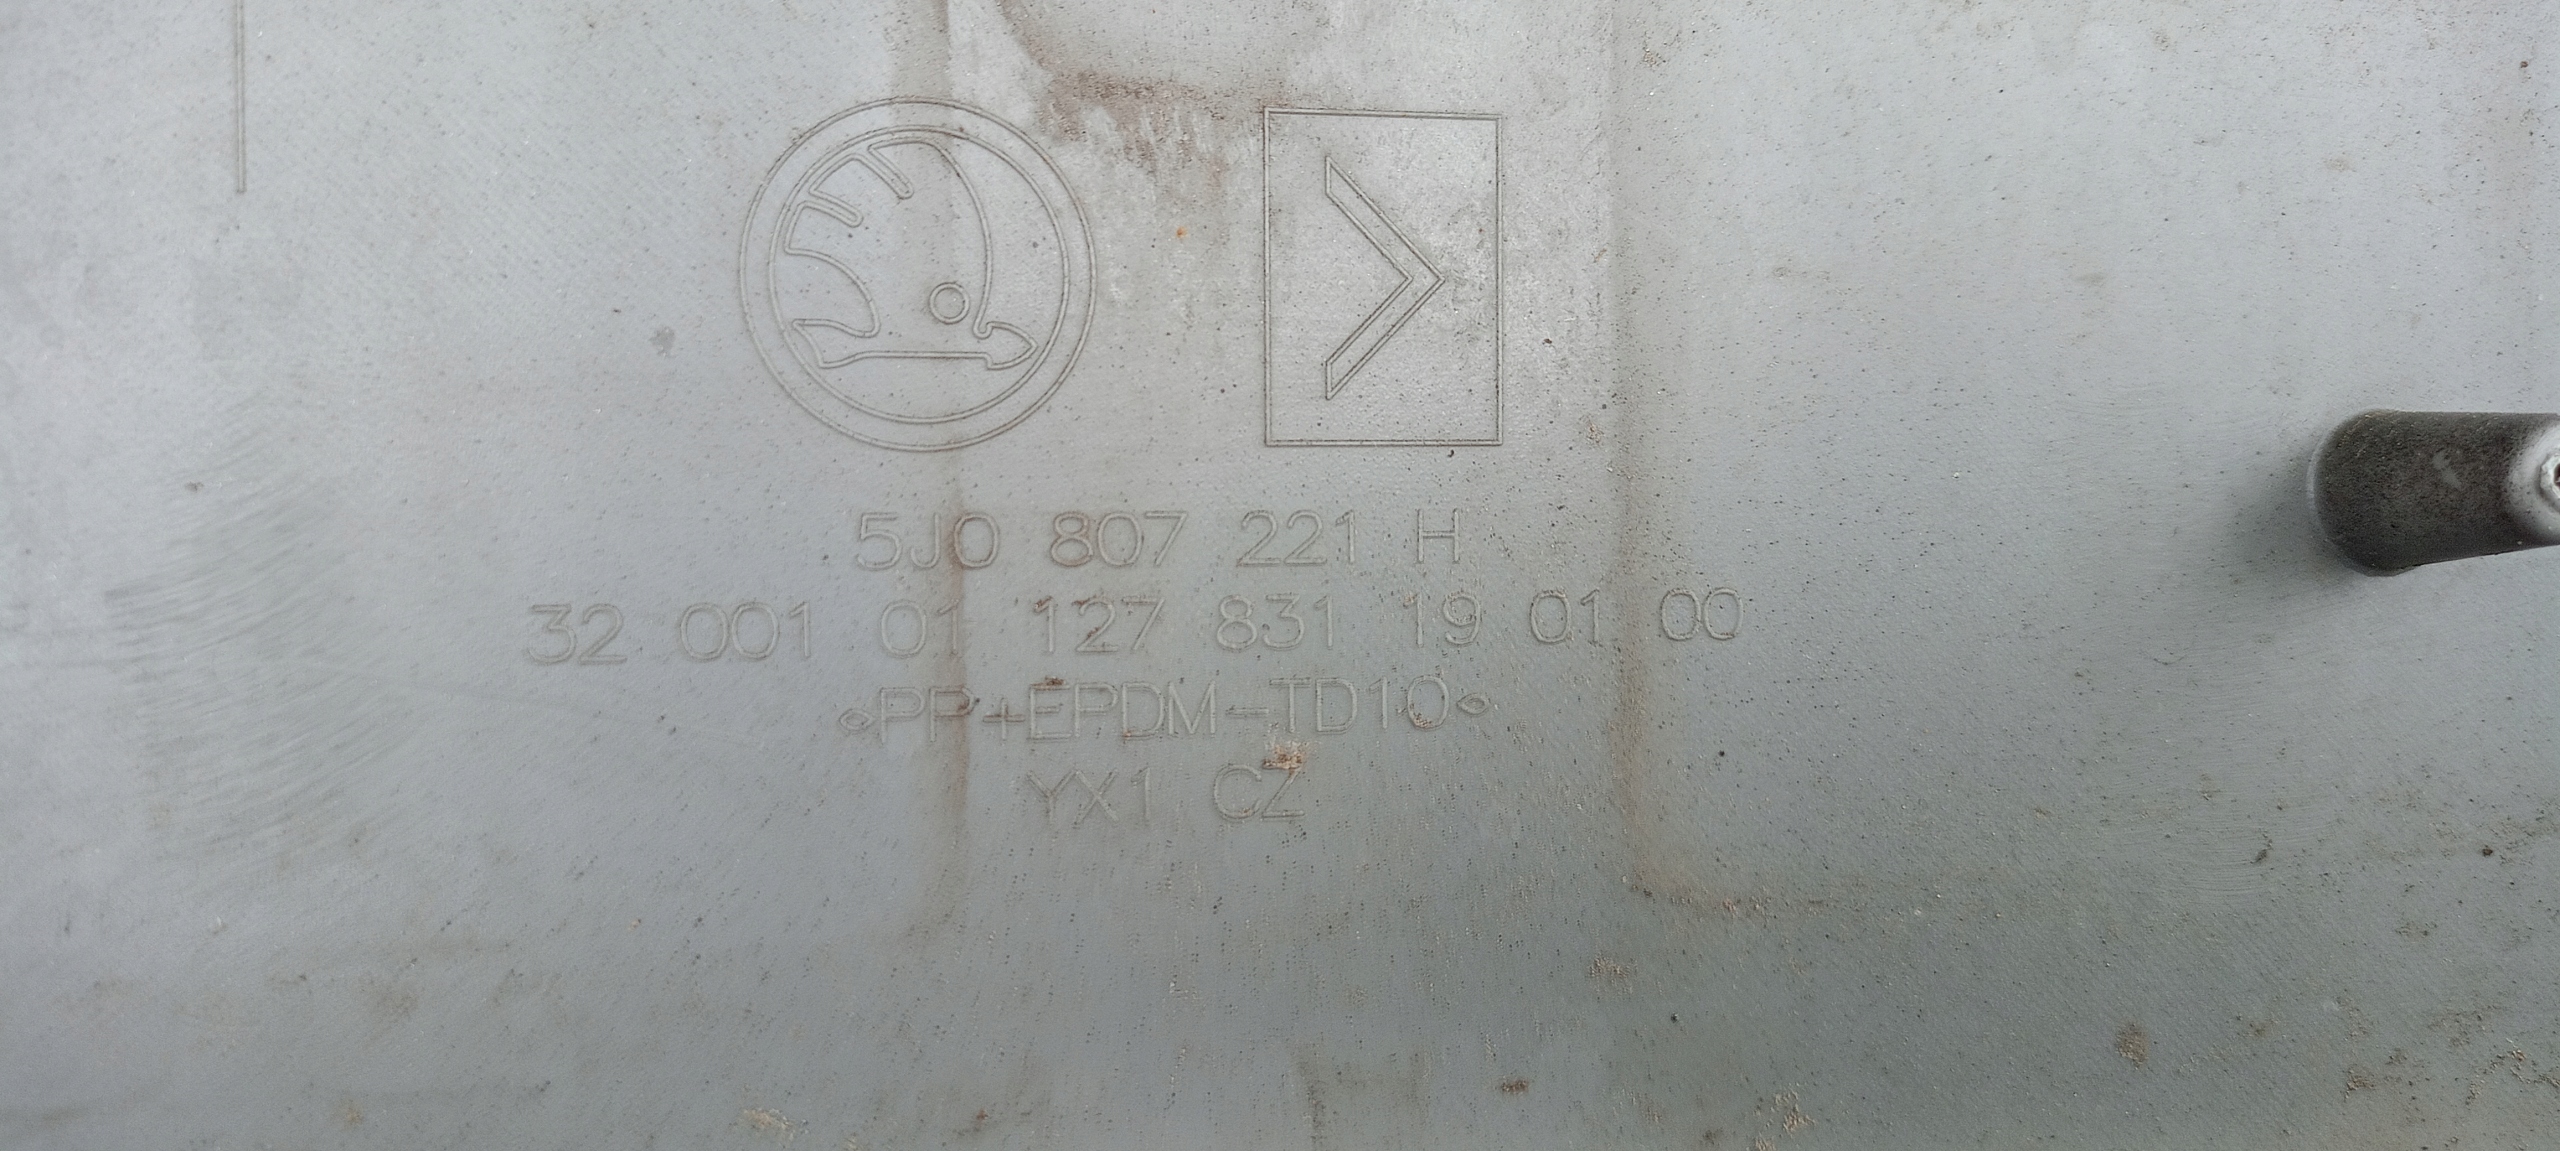 5J0 807 221 H
32 001 01 127 831 19 01 00
>PP+EPDM-TD10<
YX1 CZ